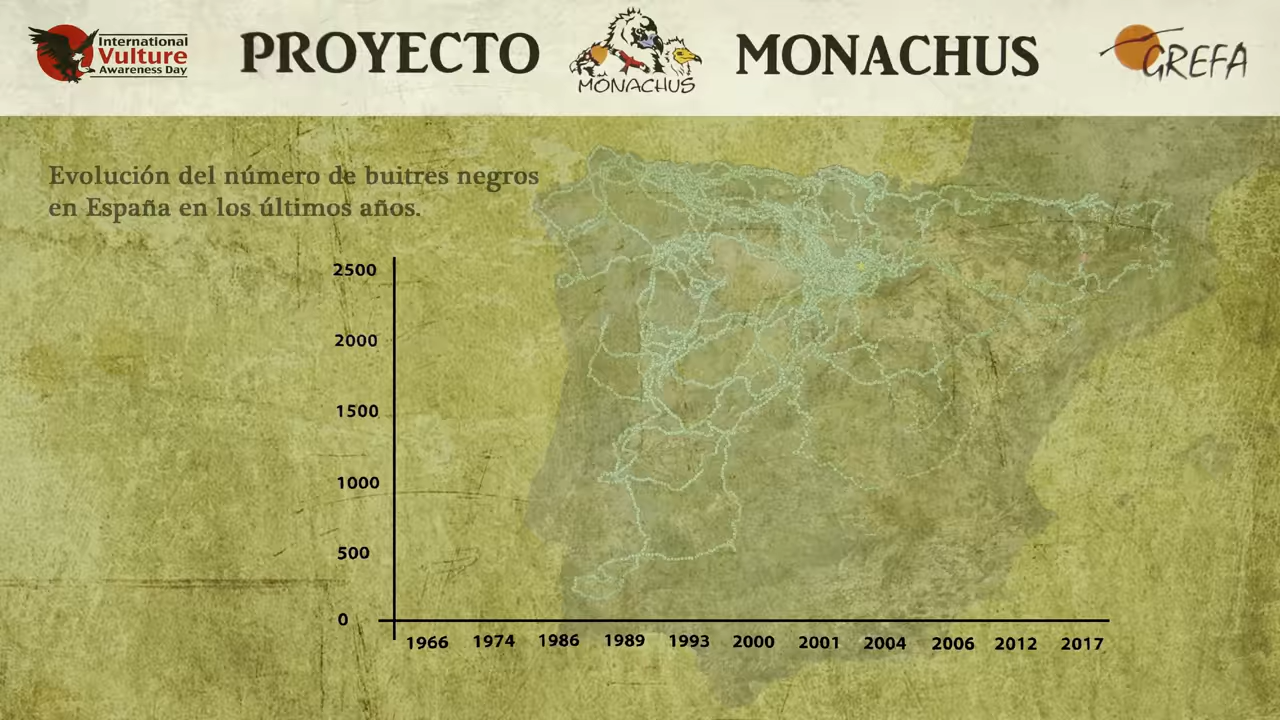 International
Vulture
Awareness Day
PROYECTO
MONACHUS
MONACHUS
GREFA
Evolución del número de buitres negros
en España en los últimos años.
2500
2000
1500
1000
500
0
1966 1974 1986 1989 1993 2000 2001 2004 2006 2012 2017